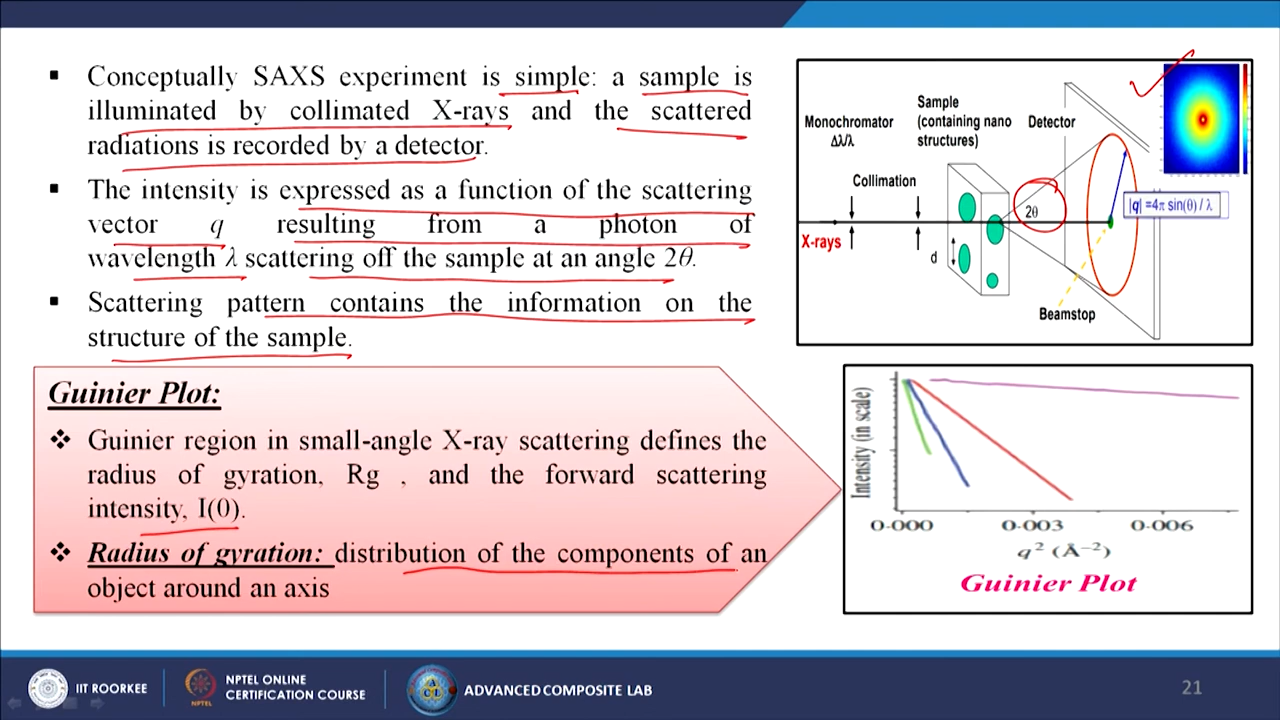 ▪ Conceptually SAXS experiment is simple: a sample is
illuminated by collimated X-rays and the scattered
radiations is recorded by a detector.
▪ The intensity is expressed as a function of the scattering
vector q resulting from a photon of
wavelength λ scattering off the sample at an angle 2θ.
▪ Scattering pattern contains the information on the
structure of the sample.
Monochromator
Δλ/λ
Sample
(containing nano
structures)
Detector
Collimation
2θ
|q| =4π sin(θ) / λ
X-rays
d
Beamstop
Guinier Plot:
❖ Guinier region in small-angle X-ray scattering defines the
radius of gyration, Rg , and the forward scattering
intensity, I(0).
❖ Radius of gyration: distribution of the components of an
object around an axis
Intensity (in scale)
0-000 0-003 0-006
q² (Å⁻²)
Guinier Plot
IIT ROORKEE
NPTEL
NPTEL ONLINE
CERTIFICATION COURSE
ADVANCED COMPOSITE LAB
21